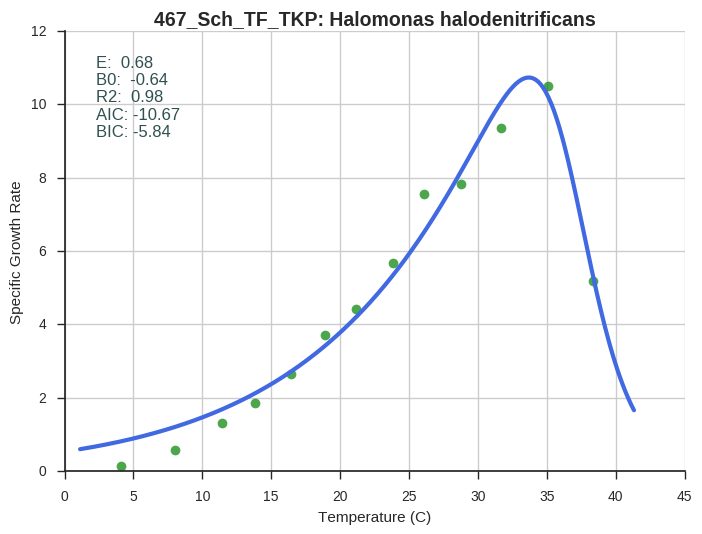 467_Sch_TF_TKP: Halomonas halodenitrificans
E: 0.68
B0: -0.64
R2: 0.98
AIC: -10.67
BIC: -5.84
Specific Growth Rate
12
10
8
6
4
2
0
0 5 10 15 20 25 30 35 40 45
Temperature (C)